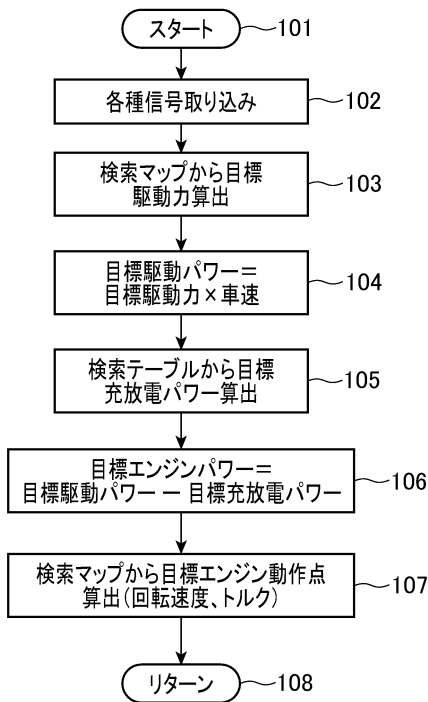 スタート
101
各種信号取り込み
102
検索マップから目標
駆動力算出
103
目標駆動パワー＝
目標駆動力×車速
104
検索テーブルから目標
充放電パワー算出
105
目標エンジンパワー＝
目標駆動パワー － 目標充放電パワー
106
検索マップから目標エンジン動作点
算出（回転速度、トルク）
107
リターン
108